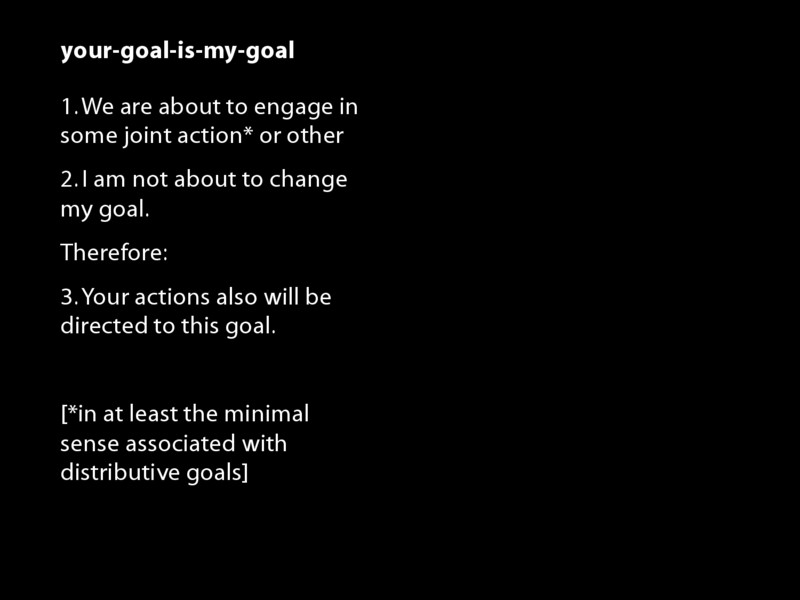 your-goal-is-my-goal
1. We are about to engage in
some joint action* or other
2. I am not about to change
my goal.
Therefore:
3. Your actions also will be
directed to this goal.
[*in at least the minimal
sense associated with
distributive goals]